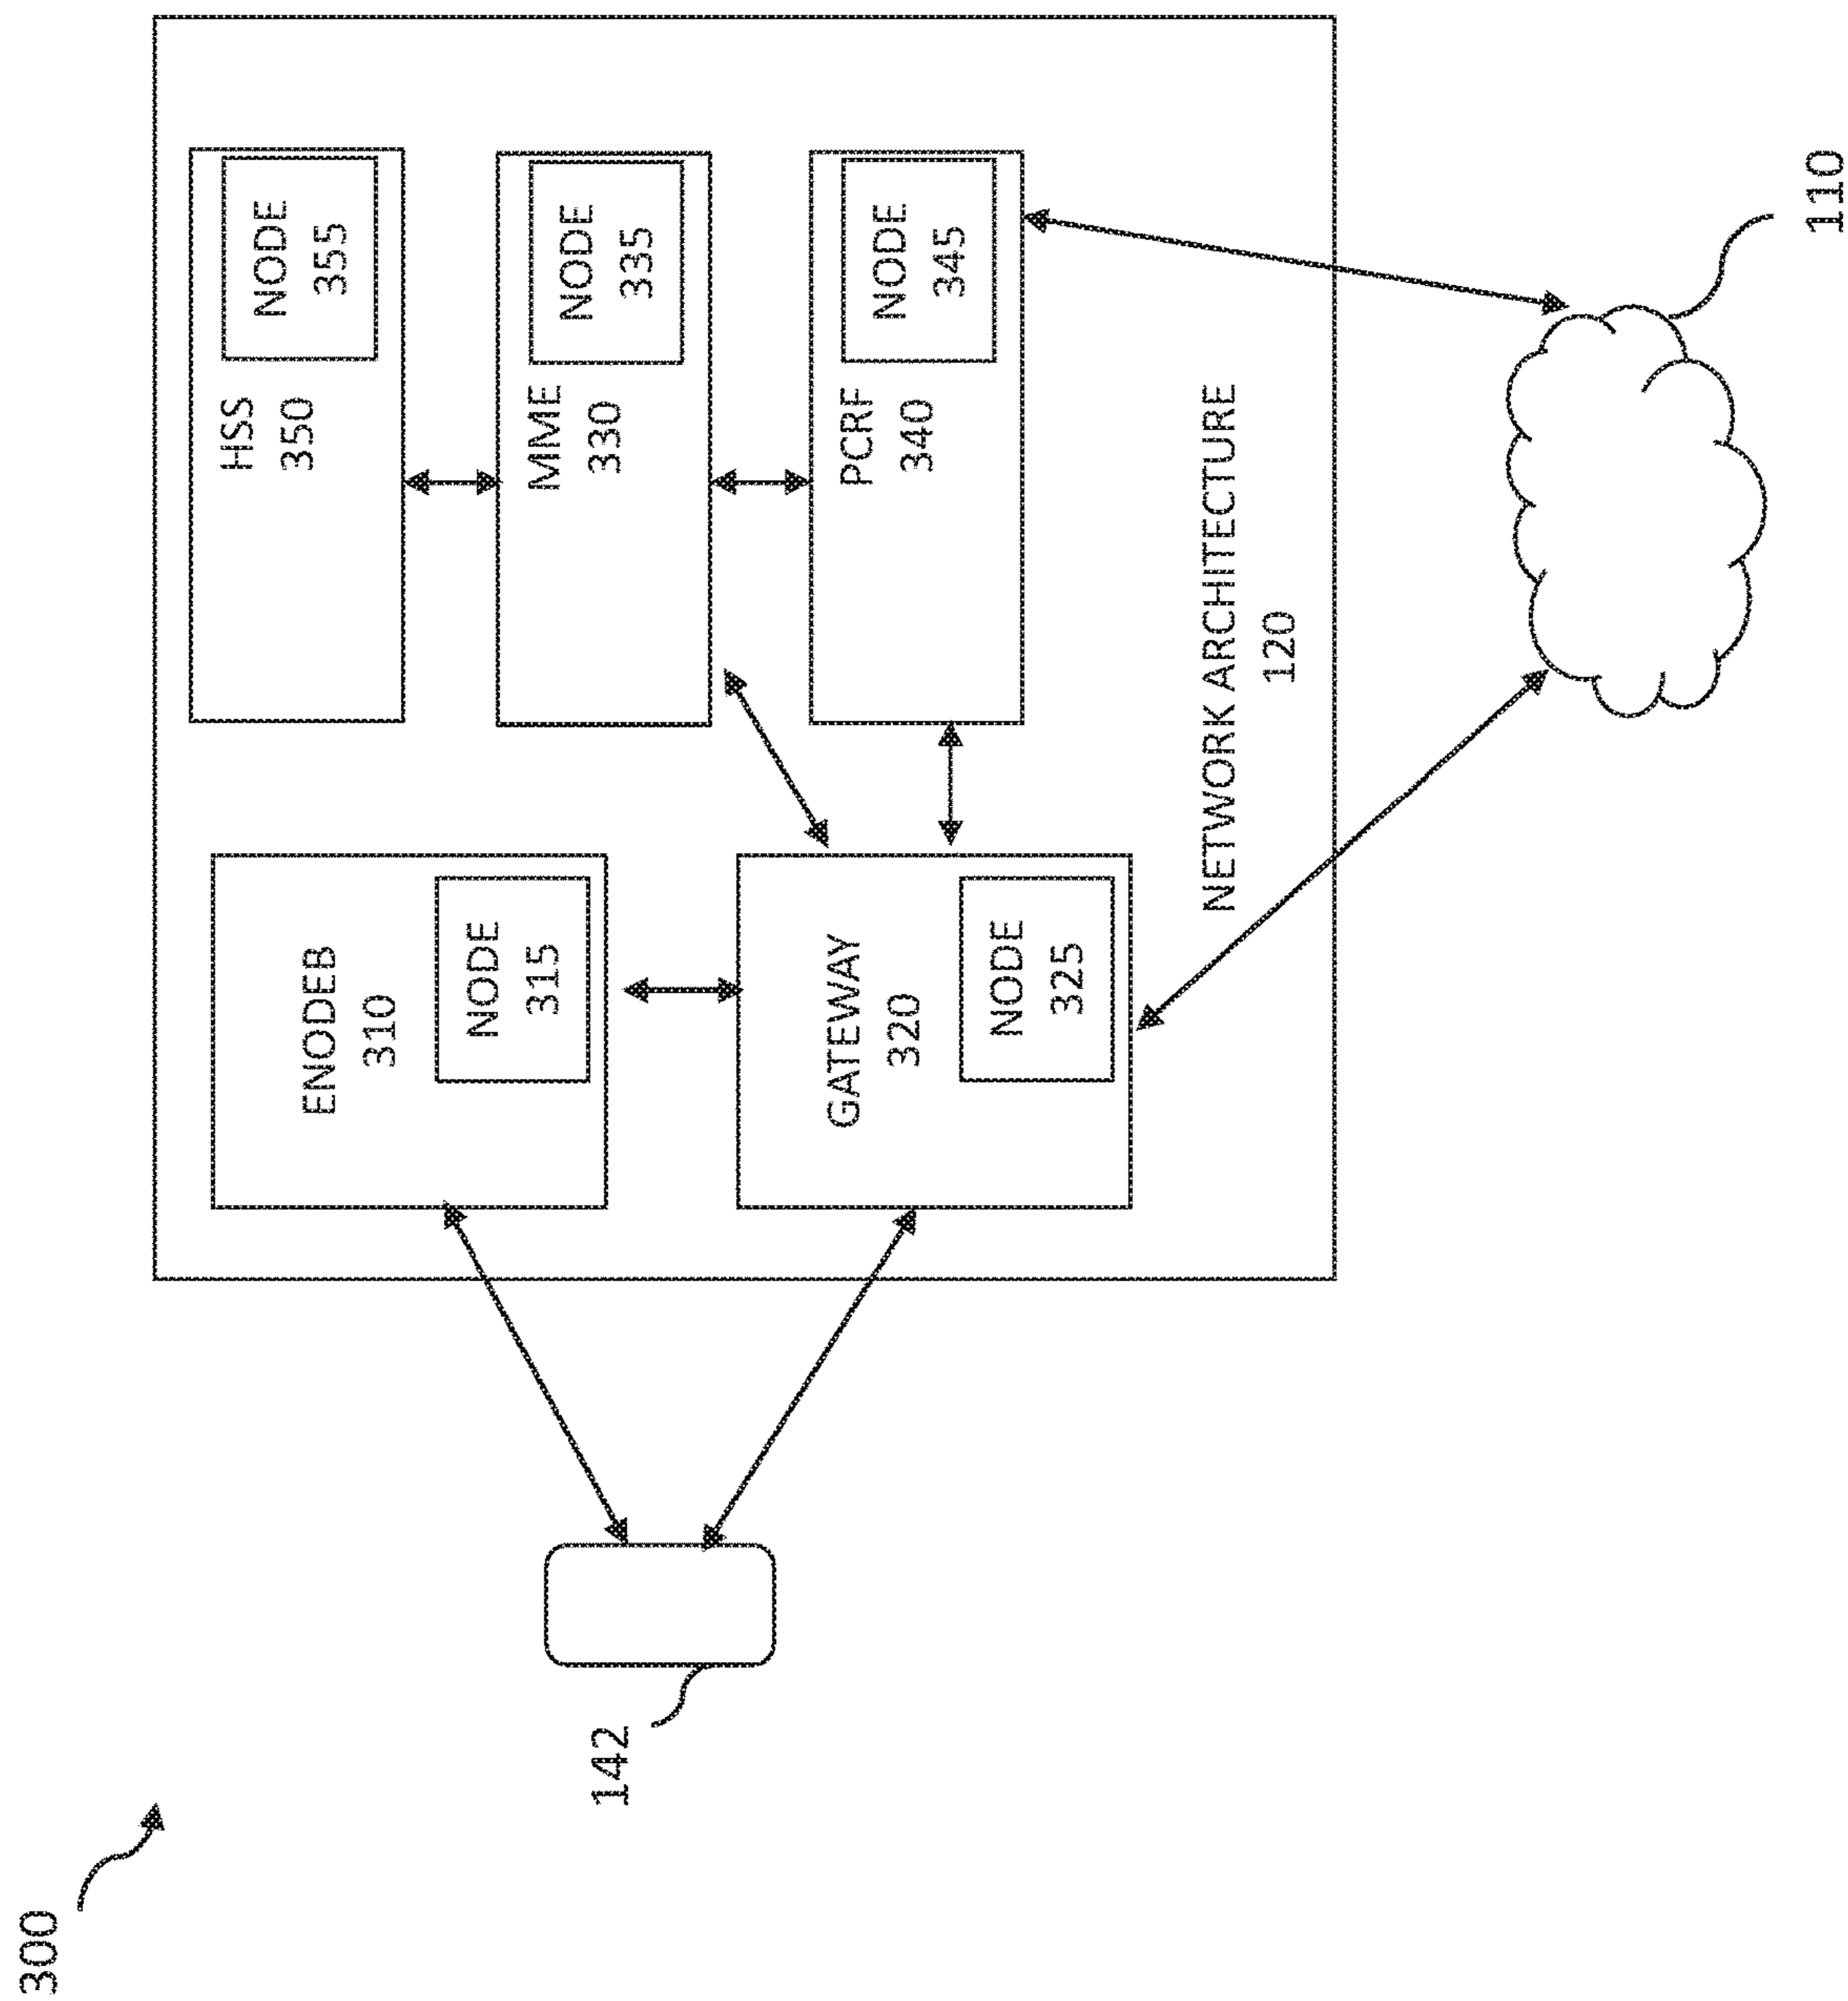 300
142
ENODEB
310
NODE
315
GATEWAY
320
NODE
325
HSS
350
NODE
355
MME
330
NODE
335
PCRF
340
NODE
345
NETWORK ARCHITECTURE
120
110